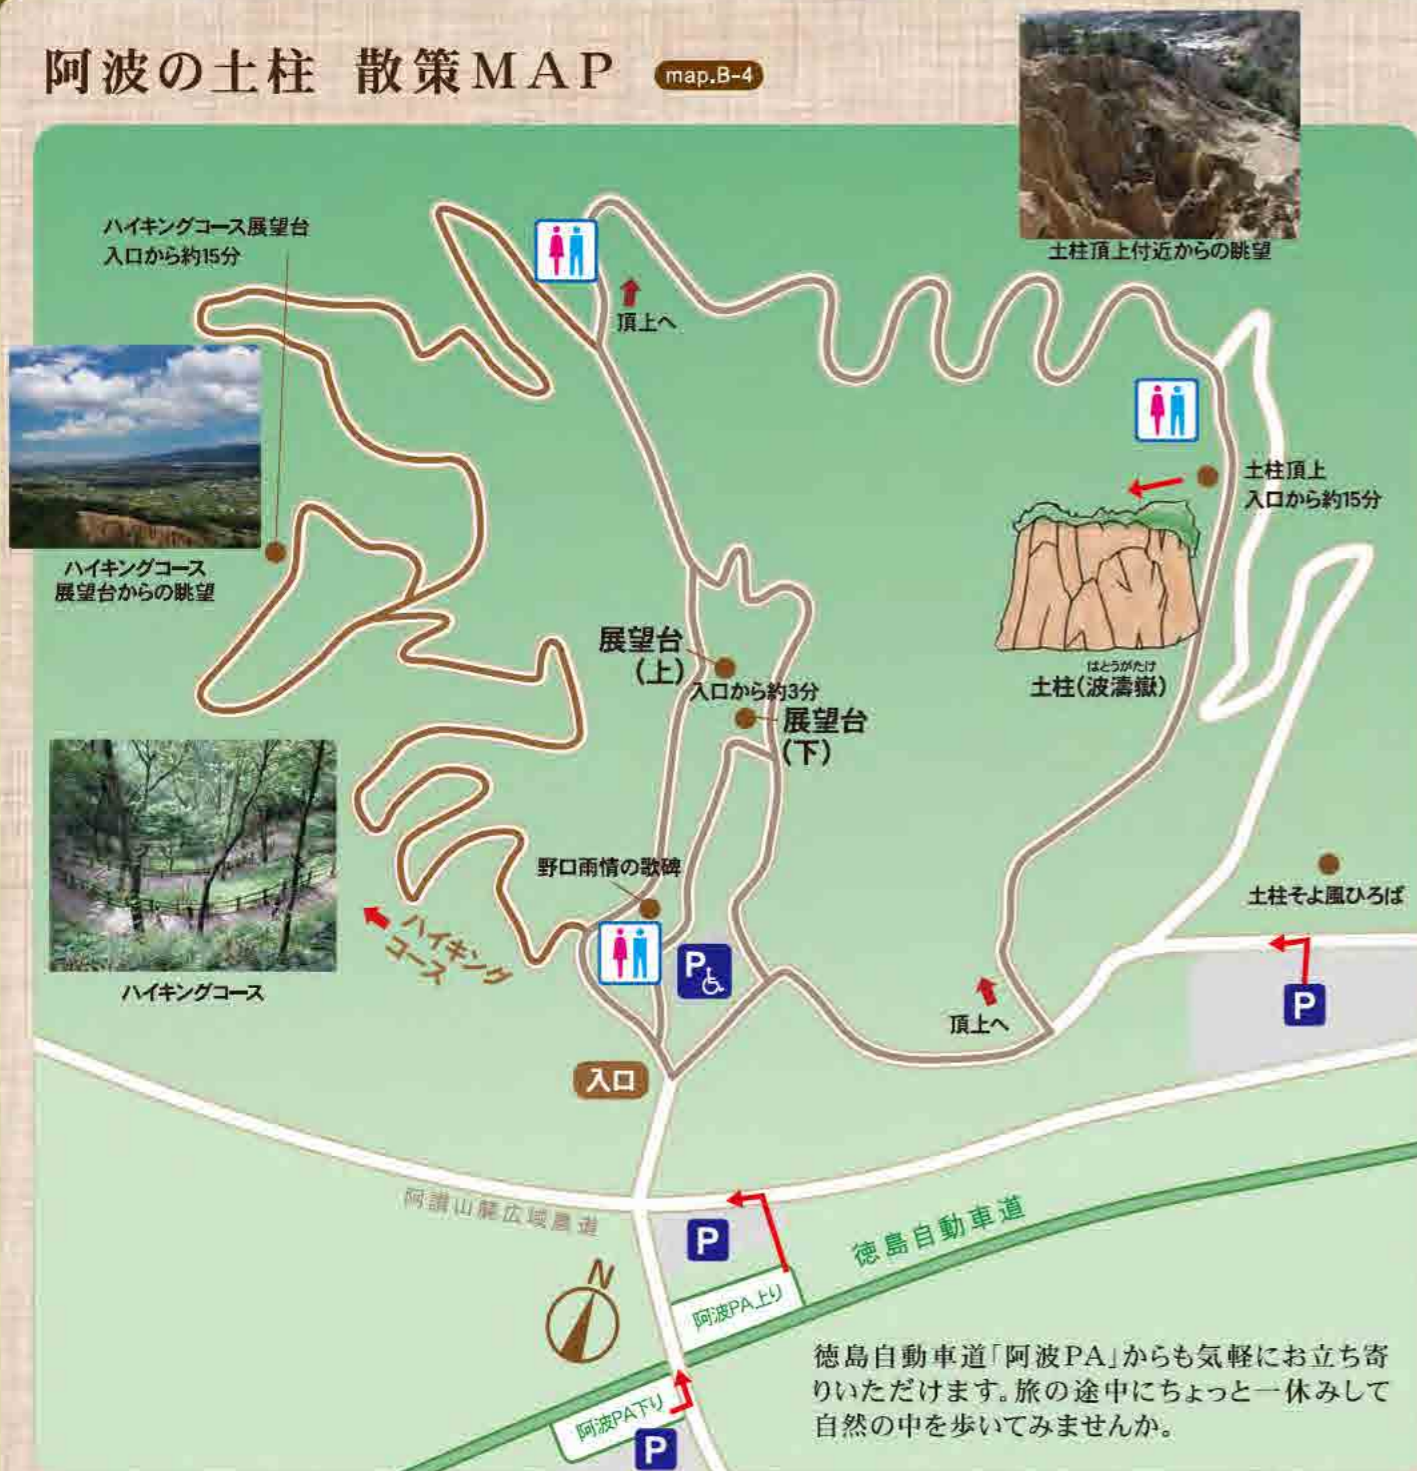 阿波の土柱 散策MAP
map.B-4
土柱頂上付近からの眺望
ハイキングコース展望台
入口から約15分
頂上へ
ハイキングコース
展望台からの眺望
土柱頂上
入口から約15分
はとうがたけ
土柱(波濤嶽)
展望台
(上)
入口から約3分
展望台
(下)
野口雨情の歌碑
ハイキング
コース
ハイキングコース
P
頂上へ
土柱そよ風ひろば
P
入口
阿讃山麓広域農道
P
徳島自動車道
N
阿波PA上り
阿波PA下り
P
徳島自動車道「阿波PA」からも気軽にお立ち寄
りいただけます。旅の途中にちょっと一休みして
自然の中を歩いてみませんか。